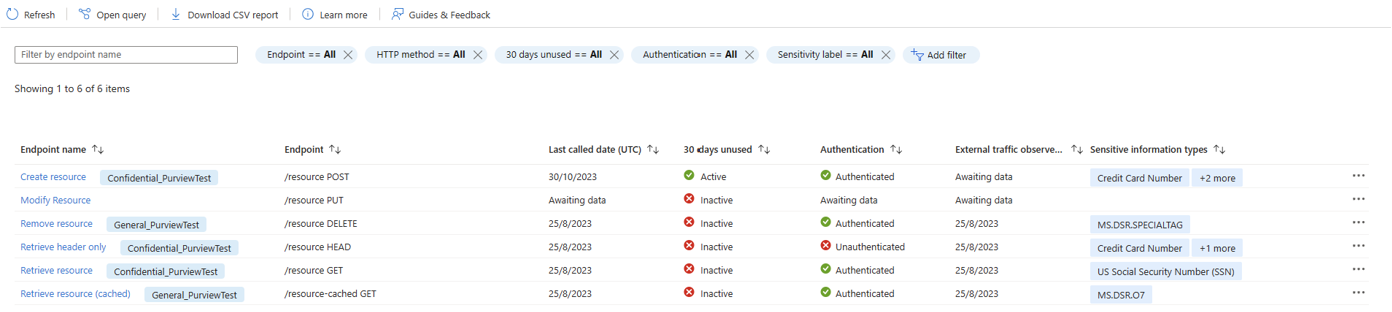 Refresh Open query Download CSV report Learn more Guides & Feedback
Filter by endpoint name Endpoint == All HTTP method == All 30 days unused == All Authentication == All Sensitivity label == All Add filter
Showing 1 to 6 of 6 items
Endpoint name Endpoint Last called date (UTC) 30 days unused Authentication External traffic observe... Sensitive information types
Create resource Confidential_PurviewTest /resource POST 30/10/2023 Active Authenticated Awaiting data Credit Card Number +2 more
Modify Resource /resource PUT Awaiting data Inactive Awaiting data Awaiting data
Remove resource General_PurviewTest /resource DELETE 25/8/2023 Inactive Authenticated 25/8/2023 MS.DSR.SPECIALTAG
Retrieve header only Confidential_PurviewTest /resource HEAD 25/8/2023 Inactive Unauthenticated 25/8/2023 Credit Card Number +1 more
Retrieve resource Confidential_PurviewTest /resource GET 25/8/2023 Inactive Authenticated 25/8/2023 US Social Security Number (SSN)
Retrieve resource (cached) General_PurviewTest /resource-cached GET 25/8/2023 Inactive Authenticated 25/8/2023 MS.DSR.O7